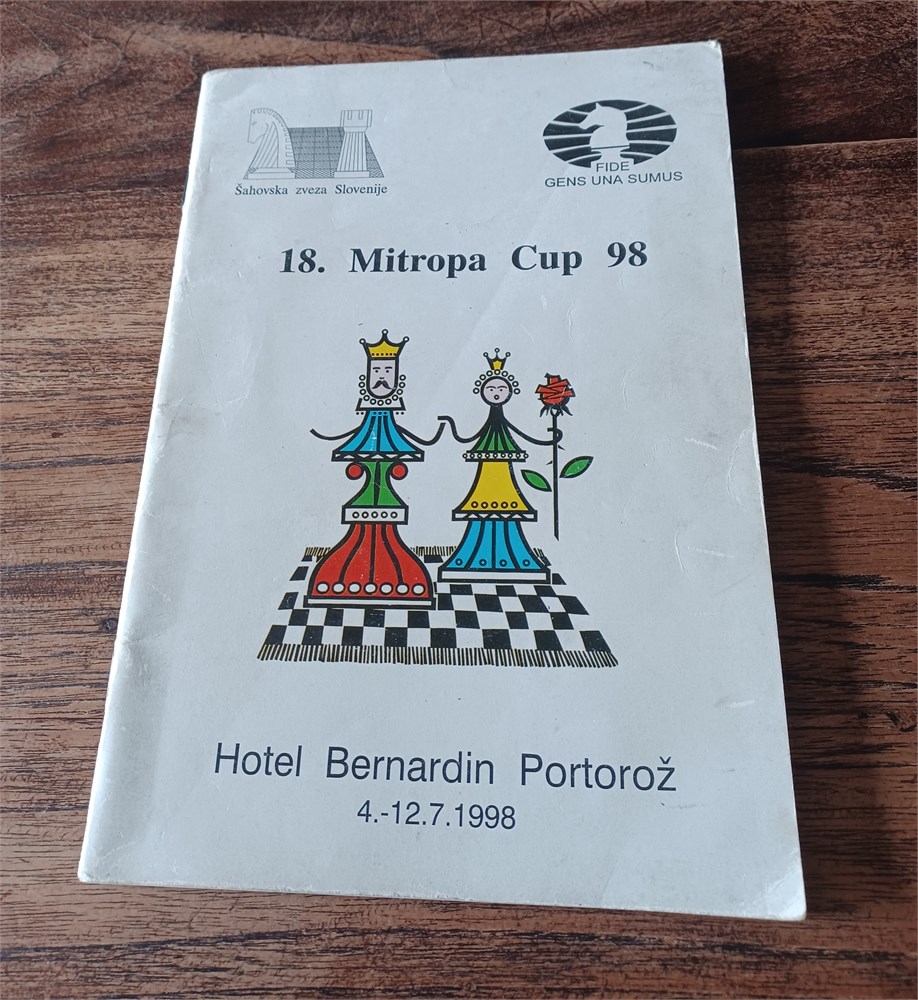 Šahovska zveza Slovenije
FIDE
GENS UNA SUMUS
18. Mitropa Cup 98
Hotel Bernardin Portorož
4.-12.7.1998